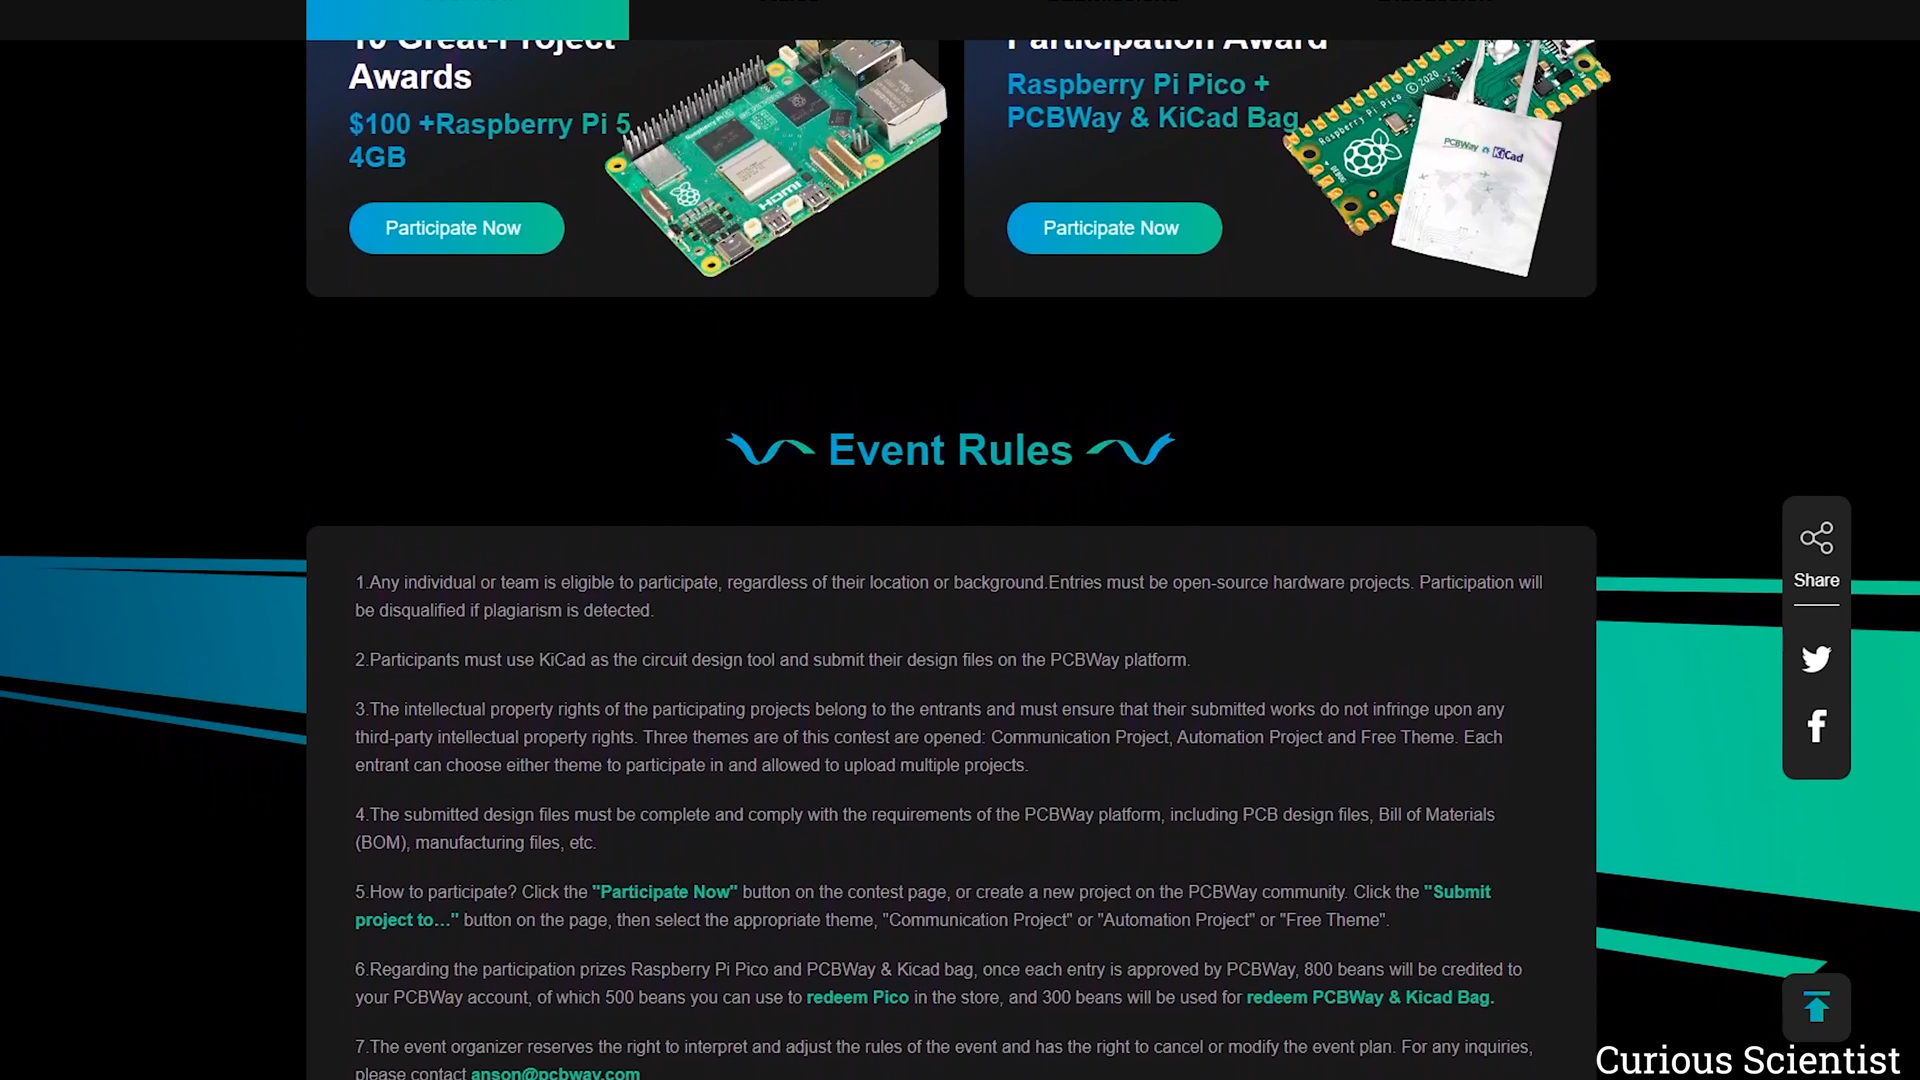 10 Great-Project
Awards
$100 +Raspberry Pi 5
4GB
Participate Now
HDMI
Participation Award
Raspberry Pi Pico +
PCBWay & KiCad Bag
Participate Now
Raspberry Pi Pico ©2020
PCBWay KiCad
Event Rules
1.Any individual or team is eligible to participate, regardless of their location or background.Entries must be open-source hardware projects. Participation will
be disqualified if plagiarism is detected.
2.Participants must use KiCad as the circuit design tool and submit their design files on the PCBWay platform.
3.The intellectual property rights of the participating projects belong to the entrants and must ensure that their submitted works do not infringe upon any
third-party intellectual property rights. Three themes are of this contest are opened: Communication Project, Automation Project and Free Theme. Each
entrant can choose either theme to participate in and allowed to upload multiple projects.
4.The submitted design files must be complete and comply with the requirements of the PCBWay platform, including PCB design files, Bill of Materials
(BOM), manufacturing files, etc.
5.How to participate? Click the "Participate Now" button on the contest page, or create a new project on the PCBWay community. Click the "Submit
project to..." button on the page, then select the appropriate theme, "Communication Project" or "Automation Project" or "Free Theme".
6.Regarding the participation prizes Raspberry Pi Pico and PCBWay & Kicad bag, once each entry is approved by PCBWay, 800 beans will be credited to
your PCBWay account, of which 500 beans you can use to redeem Pico in the store, and 300 beans will be used for redeem PCBWay & Kicad Bag.
7.The event organizer reserves the right to interpret and adjust the rules of the event and has the right to cancel or modify the event plan. For any inquiries,
please contact anson@pcbway.com
Share
Curious Scientist